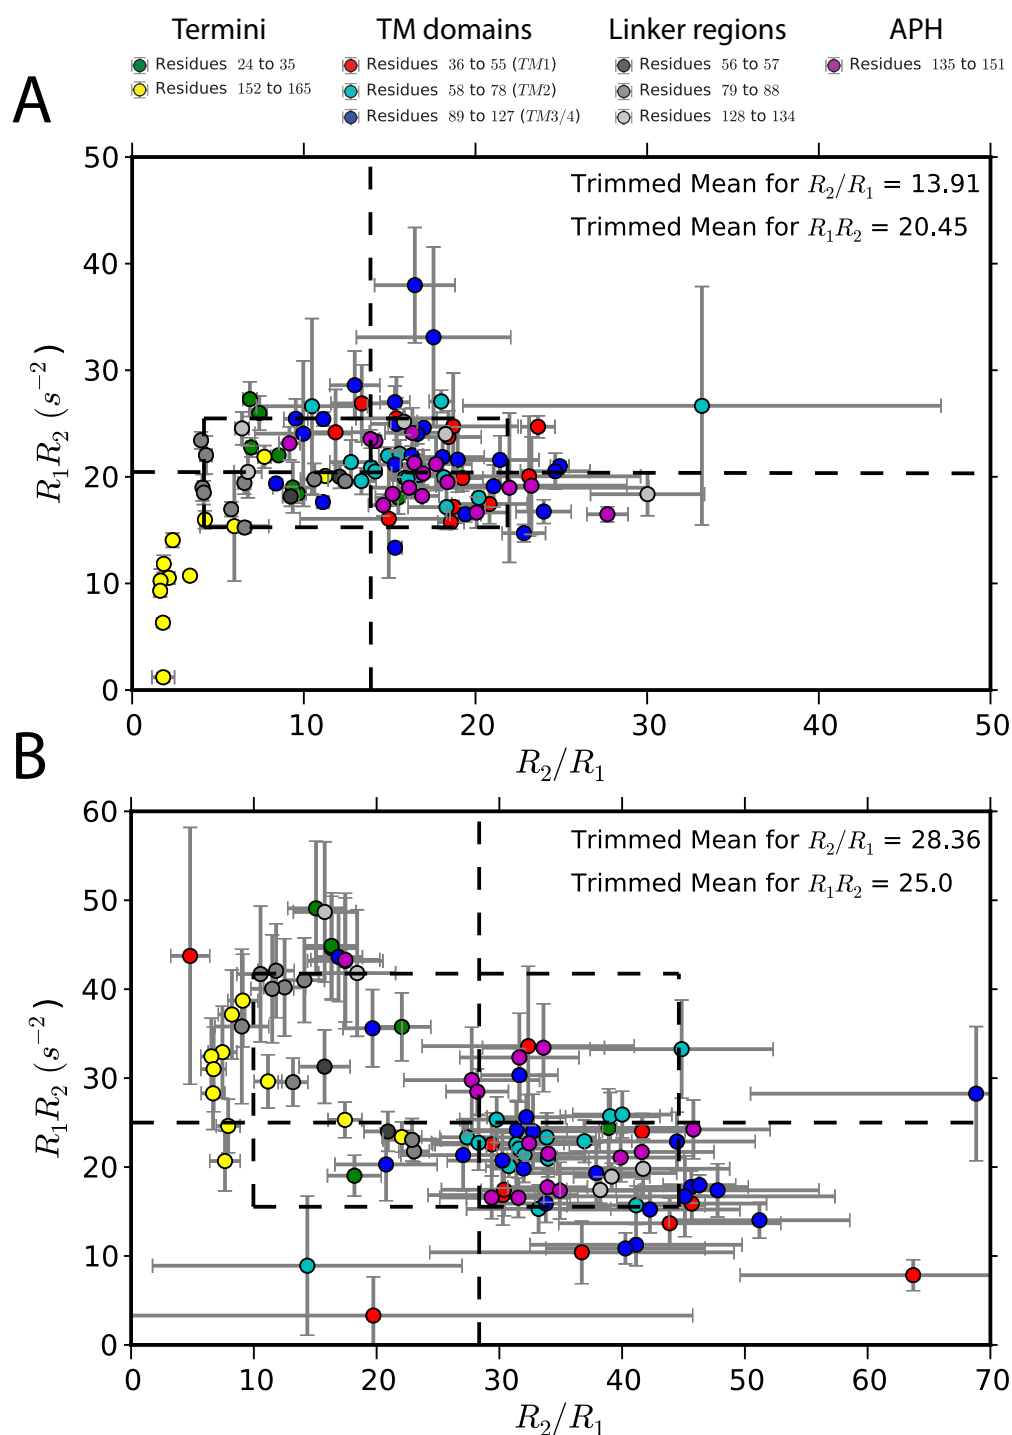 Termini TM domains Linker regions APH
Residues 24 to 35 Residues 36 to 55 (TM1) Residues 56 to 57 Residues 135 to 151
Residues 152 to 165 Residues 58 to 78 (TM2) Residues 79 to 88
Residues 89 to 127 (TM3/4) Residues 128 to 134
A
Trimmed Mean for R₂/R₁ = 13.91
Trimmed Mean for R₁R₂ = 20.45
50
40
30
20
10
0
R₁R₂ (s⁻²)
0 10 20 30 40 50
R₂/R₁
B
Trimmed Mean for R₂/R₁ = 28.36
Trimmed Mean for R₁R₂ = 25.0
60
50
40
30
20
10
0
R₁R₂ (s⁻²)
0 10 20 30 40 50 60 70
R₂/R₁